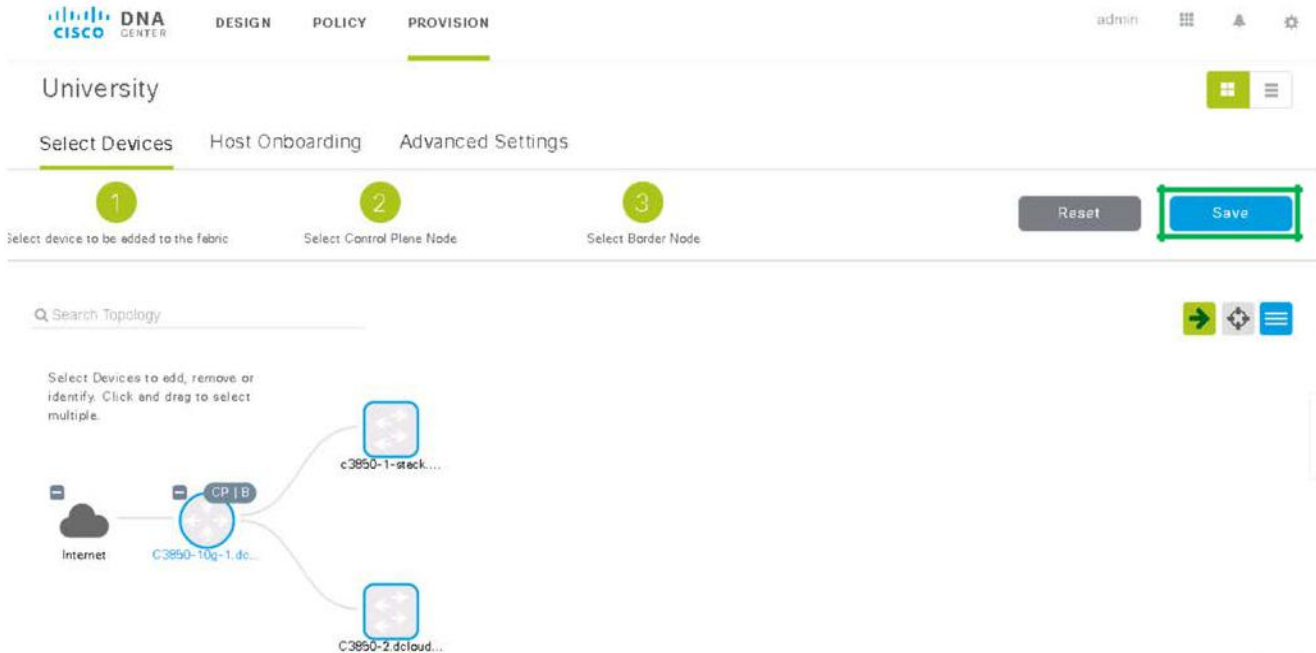 CISCO DNA CENTER
DESIGN POLICY PROVISION
admin
University
Select Devices Host Onboarding Advanced Settings
1 2 3
Select device to be added to the fabric Select Control Plane Node Select Border Node
Reset Save
Search Topology
Select Devices to add, remove or
identify. Click and drag to select
multiple.
c3850-1-stack....
CP | B
Internet C3850-10g-1.dc...
C3850-2.dcloud...